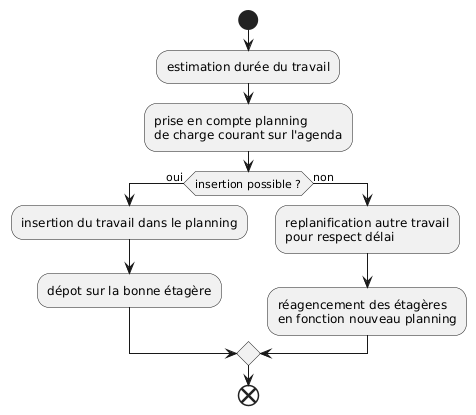 estimation durée du travail
prise en compte planning
de charge courant sur l'agenda
insertion possible ?
oui
non
insertion du travail dans le planning
dépot sur la bonne étagère
replanification autre travail
pour respect délai
réagencement des étagères
en fonction nouveau planning